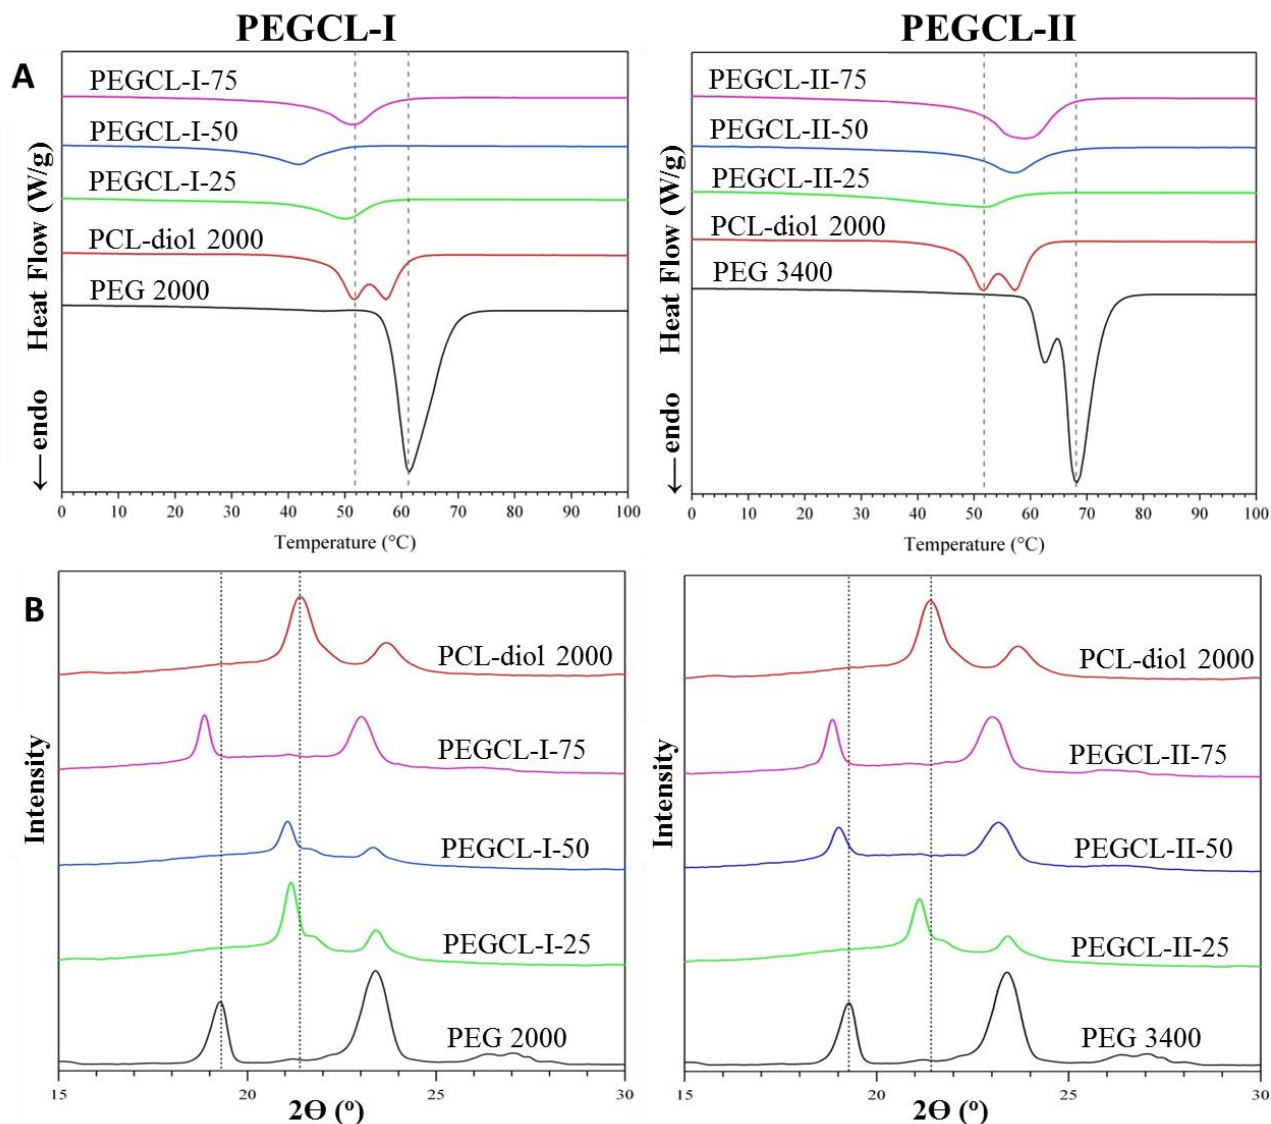 PEGCL-I
PEGCL-II
A
PEGCL-I-75
PEGCL-I-50
PEGCL-I-25
PCL-diol 2000
PEG 2000
Heat Flow (W/g)
←endo
0 10 20 30 40 50 60 70 80 90 100
Temperature (°C)
PEGCL-II-75
PEGCL-II-50
PEGCL-II-25
PCL-diol 2000
PEG 3400
Heat Flow (W/g)
←endo
0 10 20 30 40 50 60 70 80 90 100
Temperature (°C)
B
PCL-diol 2000
PEGCL-I-75
PEGCL-I-50
PEGCL-I-25
PEG 2000
Intensity
15 20 25 30
2ϴ (º)
PCL-diol 2000
PEGCL-II-75
PEGCL-II-50
PEGCL-II-25
PEG 3400
Intensity
15 20 25 30
2ϴ (º)